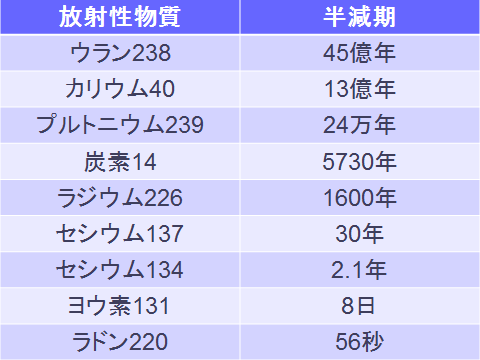 放射性物質 半減期
ウラン238 45億年
カリウム40 13億年
プルトニウム239 24万年
炭素14 5730年
ラジウム226 1600年
セシウム137 30年
セシウム134 2.1年
ヨウ素131 8日
ラドン220 56秒